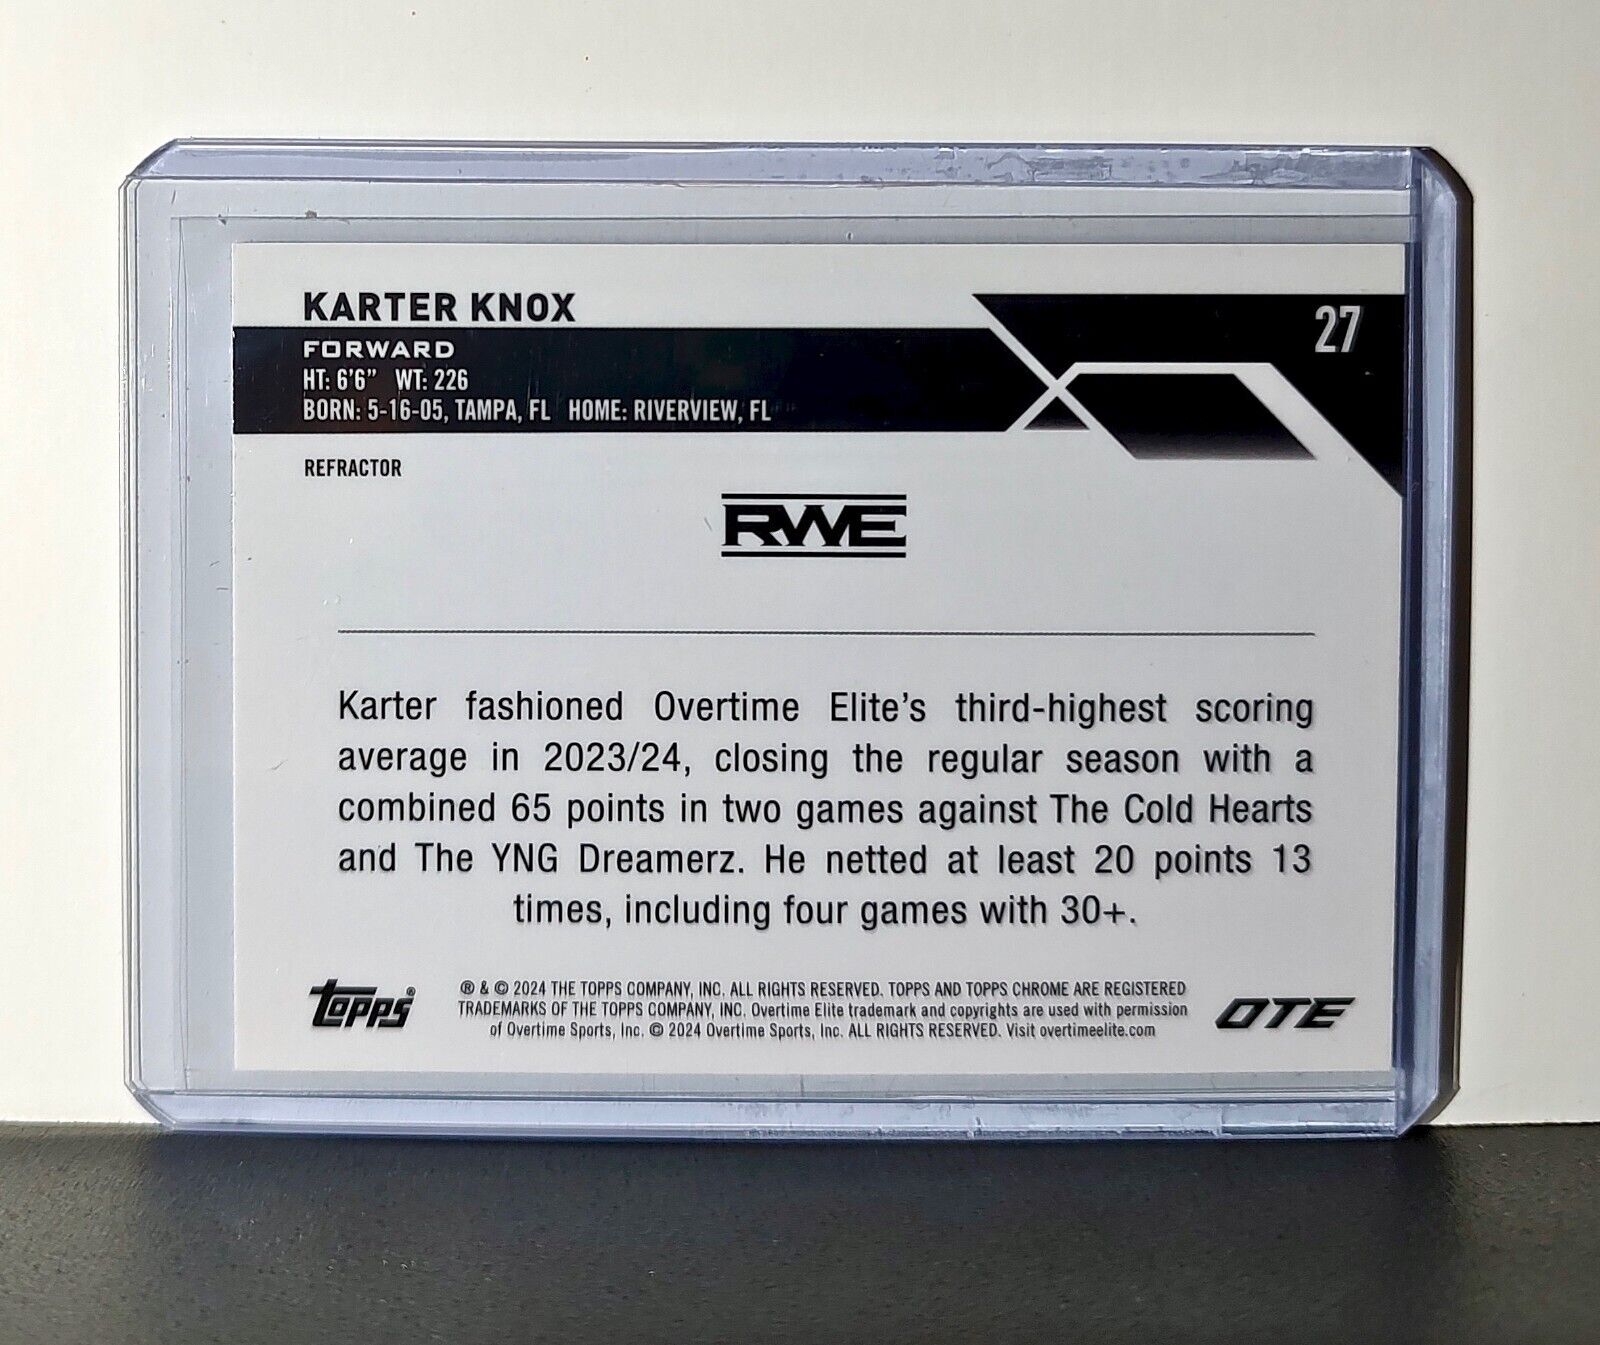 KARTER KNOX
27
FORWARD
HT: 6'6" WT: 226
BORN: 5-16-05, TAMPA, FL HOME: RIVERVIEW, FL
REFRACTOR
RWE
Karter fashioned Overtime Elite's third-highest scoring
average in 2023/24, closing the regular season with a
combined 65 points in two games against The Cold Hearts
and The YNG Dreamerz. He netted at least 20 points 13
times, including four games with 30+.
topps®
® & © 2024 THE TOPPS COMPANY, INC. ALL RIGHTS RESERVED. TOPPS AND TOPPS CHROME ARE REGISTERED
TRADEMARKS OF THE TOPPS COMPANY, INC. Overtime Elite trademark and copyrights are used with permission
of Overtime Sports, Inc. © 2024 Overtime Sports, Inc. ALL RIGHTS RESERVED. Visit overtimeelite.com
OTE